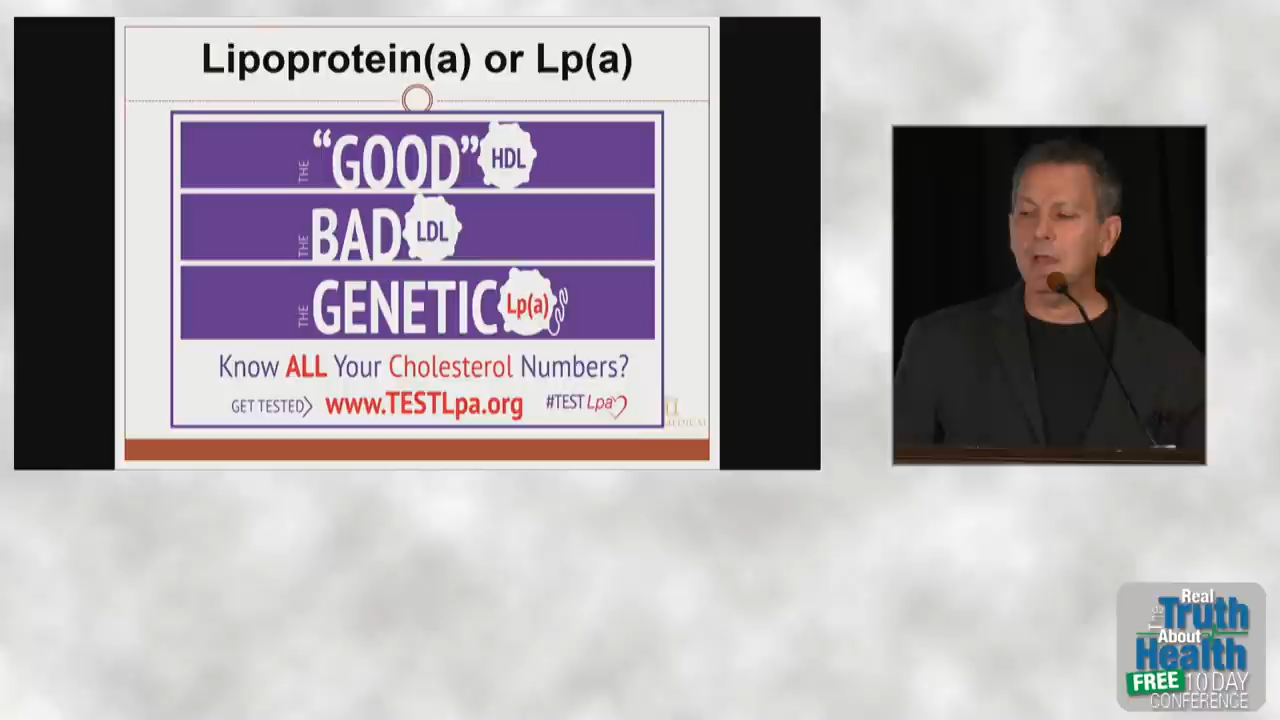 Lipoprotein(a) or Lp(a)
THE "GOOD" HDL
THE BAD LDL
THE GENETIC Lp(a)
Know ALL Your Cholesterol Numbers?
GET TESTED www.TESTLpa.org #TEST Lpa
The Real
Truth
About
Health
FREE 10 DAY
CONFERENCE